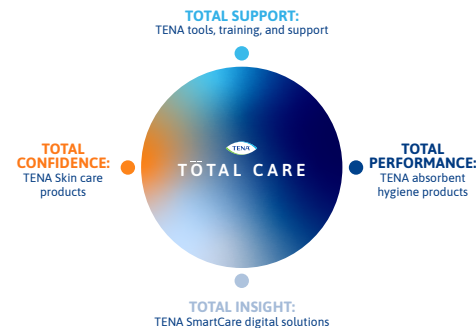 TOTAL SUPPORT:
TENA tools, training, and support
TOTAL
CONFIDENCE:
TENA Skin care
products
TENA
TŌTAL CARE
TOTAL
PERFORMANCE:
TENA absorbent
hygiene products
TOTAL INSIGHT:
TENA SmartCare digital solutions